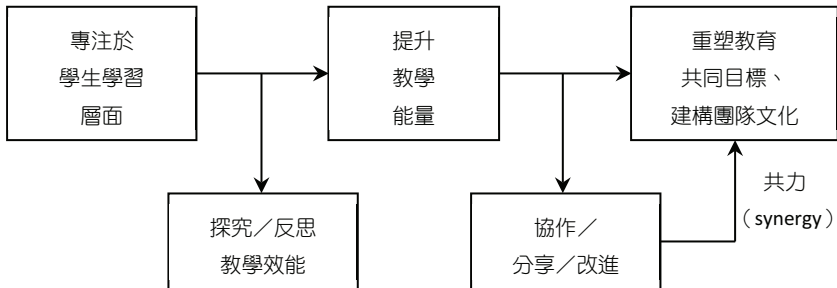 專注於
學生學習
層面
提升
教學
能量
重塑教育
共同目標、
建構團隊文化
探究／反思
教學效能
協作／
分享／改進
共力
（synergy）